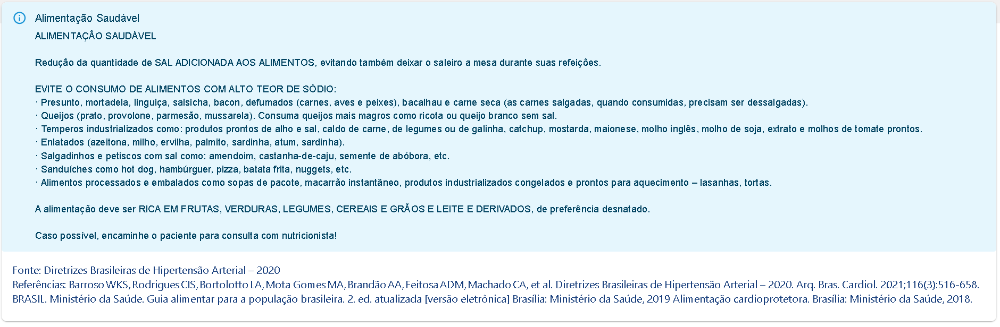 Alimentação Saudável
ALIMENTAÇÃO SAUDÁVEL
Redução da quantidade de SAL ADICIONADA AOS ALIMENTOS, evitando também deixar o saleiro a mesa durante suas refeições.
EVITE O CONSUMO DE ALIMENTOS COM ALTO TEOR DE SÓDIO:
· Presunto, mortadela, linguiça, salsicha, bacon, defumados (carnes, aves e peixes), bacalhau e carne seca (as carnes salgadas, quando consumidas, precisam ser dessalgadas).
· Queijos (prato, provolone, parmesão, mussarela). Consuma queijos mais magros como ricota ou queijo branco sem sal.
· Temperos industrializados como: produtos prontos de alho e sal, caldo de carne, de legumes ou de galinha, catchup, mostarda, maionese, molho inglês, molho de soja, extrato e molhos de tomate prontos.
· Enlatados (azeitona, milho, ervilha, palmito, sardinha, atum, sardinha).
· Salgadinhos e petiscos com sal como: amendoim, castanha-de-caju, semente de abóbora, etc.
· Sanduíches como hot dog, hambúrguer, pizza, batata frita, nuggets, etc.
· Alimentos processados e embalados como sopas de pacote, macarrão instantâneo, produtos industrializados congelados e prontos para aquecimento – lasanhas, tortas.
A alimentação deve ser RICA EM FRUTAS, VERDURAS, LEGUMES, CEREAIS E GRÃOS E LEITE E DERIVADOS, de preferência desnatado.
Caso possível, encaminhe o paciente para consulta com nutricionista!
Fonte: Diretrizes Brasileiras de Hipertensão Arterial – 2020
Referências: Barroso WKS, Rodrigues CIS, Bortolotto LA, Mota Gomes MA, Brandão AA, Feitosa ADM, Machado CA, et al. Diretrizes Brasileiras de Hipertensão Arterial – 2020. Arq. Bras. Cardiol. 2021;116(3):516-658.
BRASIL. Ministério da Saúde. Guia alimentar para a população brasileira. 2. ed. atualizada [versão eletrônica] Brasília: Ministério da Saúde, 2019 Alimentação cardioprotetora. Brasília: Ministério da Saúde, 2018.